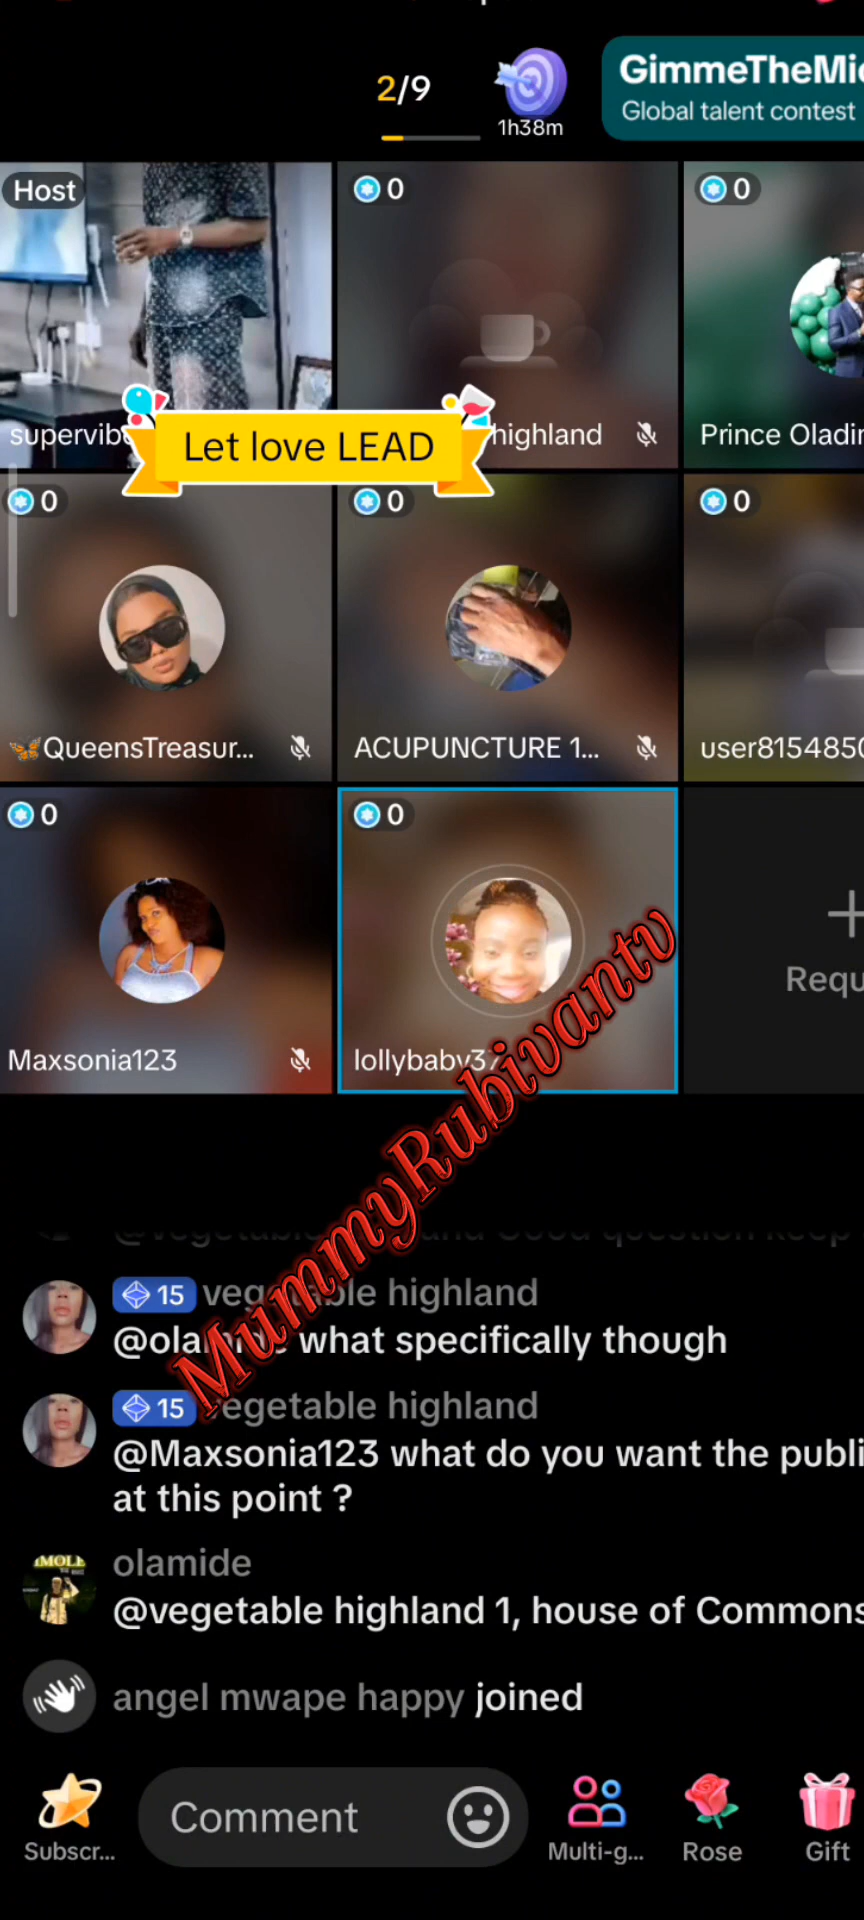 2/9
1h38m
GimmeTheMic
Global talent contest
Host
0
0
supervib
Let love LEAD
highland
Prince Oladi
0
0
0
QueensTreasur...
ACUPUNCTURE 1...
user8154850
0
0
Maxsonia123
lollybaby37
Requ
MummyRubivantv
15 vegetable highland
@olamide what specifically though
15 vegetable highland
@Maxsonia123 what do you want the publi
at this point ?
olamide
@vegetable highland 1, house of Commons
angel mwape happy joined
Comment
Subscr...
Multi-g...
Rose
Gift